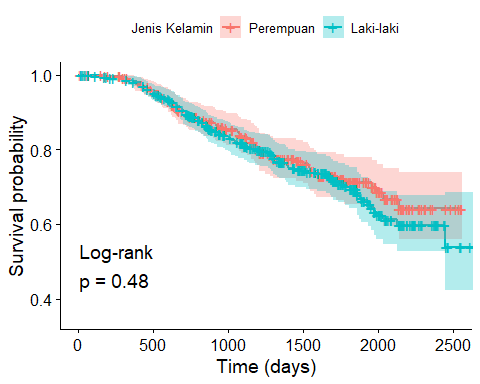 Jenis Kelamin Perempuan Laki-laki
1.0
0.8
0.6
0.4
Survival probability
Log-rank
p = 0.48
0 500 1000 1500 2000 2500
Time (days)